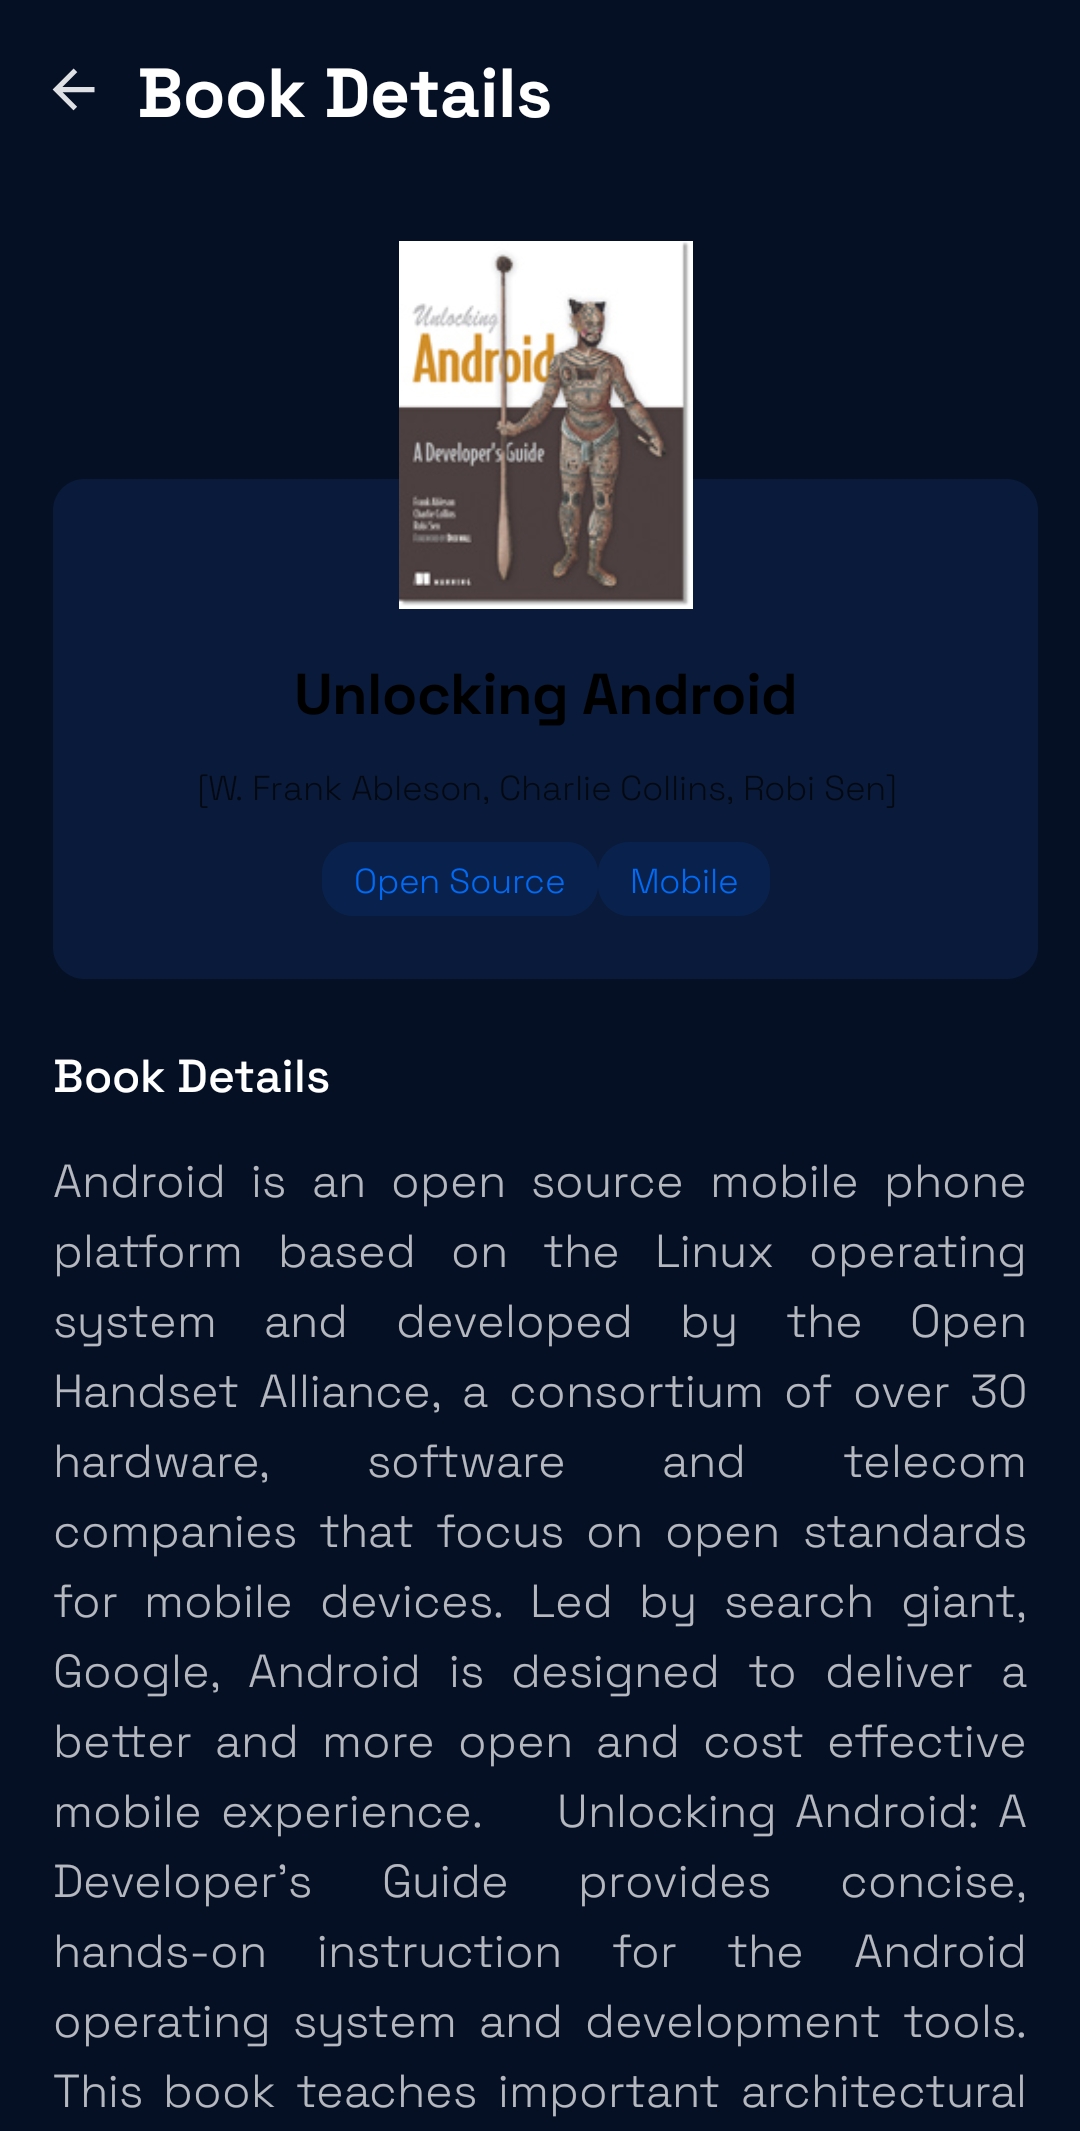 Book Details
Unlocking
Android
A Developer's Guide
Frank Ableson
Charlie Collins
Robi Sen
MANNING
Unlocking Android
[W. Frank Ableson, Charlie Collins, Robi Sen]
Open Source
Mobile
Book Details
Android is an open source mobile phone
platform based on the Linux operating
system and developed by the Open
Handset Alliance, a consortium of over 30
hardware, software and telecom
companies that focus on open standards
for mobile devices. Led by search giant,
Google, Android is designed to deliver a
better and more open and cost effective
mobile experience. Unlocking Android: A
Developer’s Guide provides concise,
hands-on instruction for the Android
operating system and development tools.
This book teaches important architectural